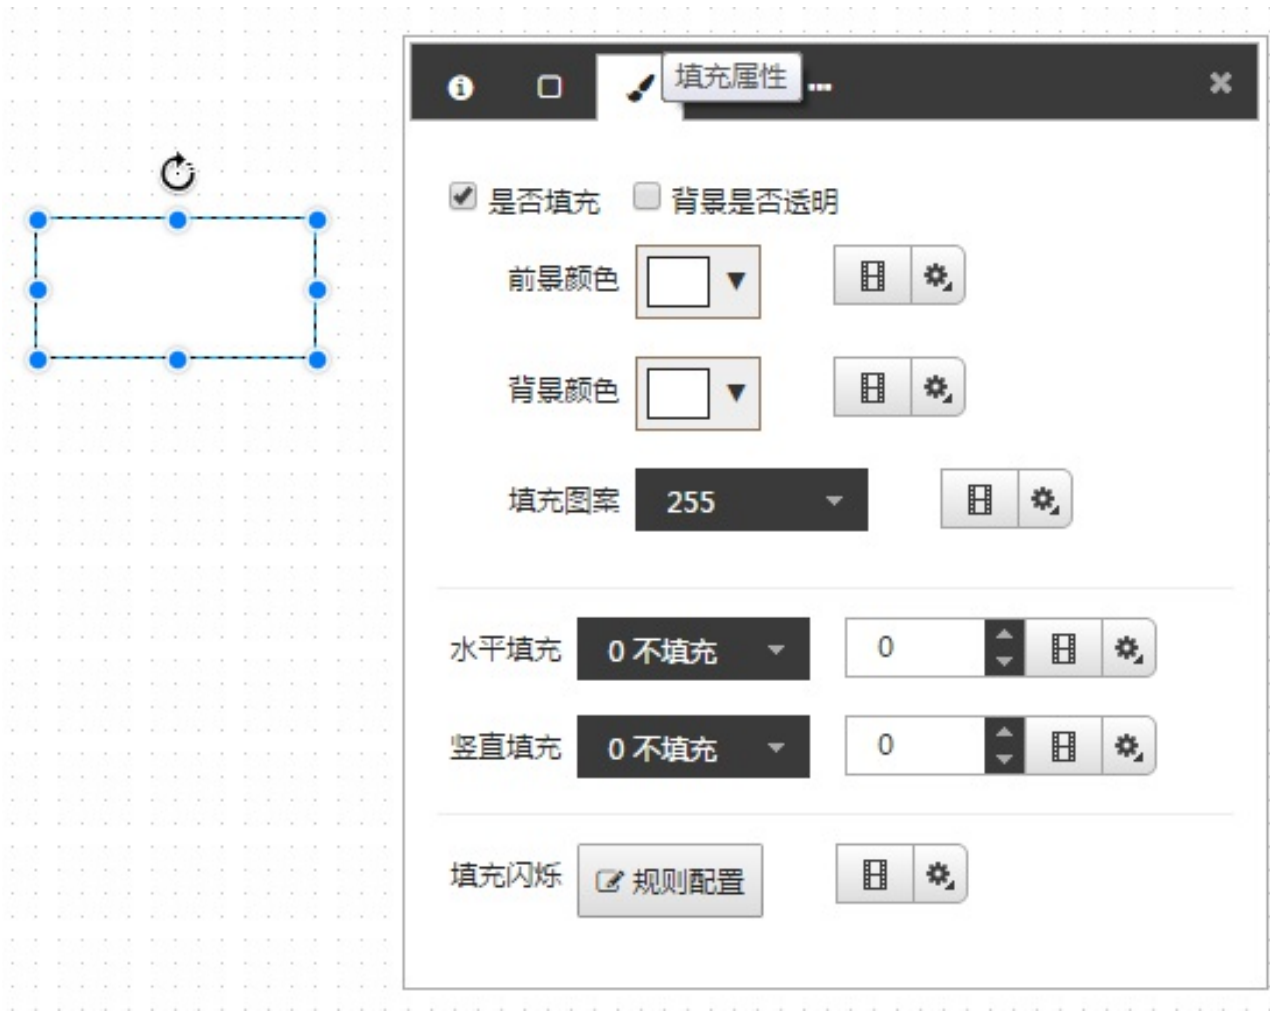 填充属性
是否填充 背景是否透明
前景颜色
背景颜色
填充图案 255
水平填充 0 不填充 0
竖直填充 0 不填充 0
填充闪烁 规则配置